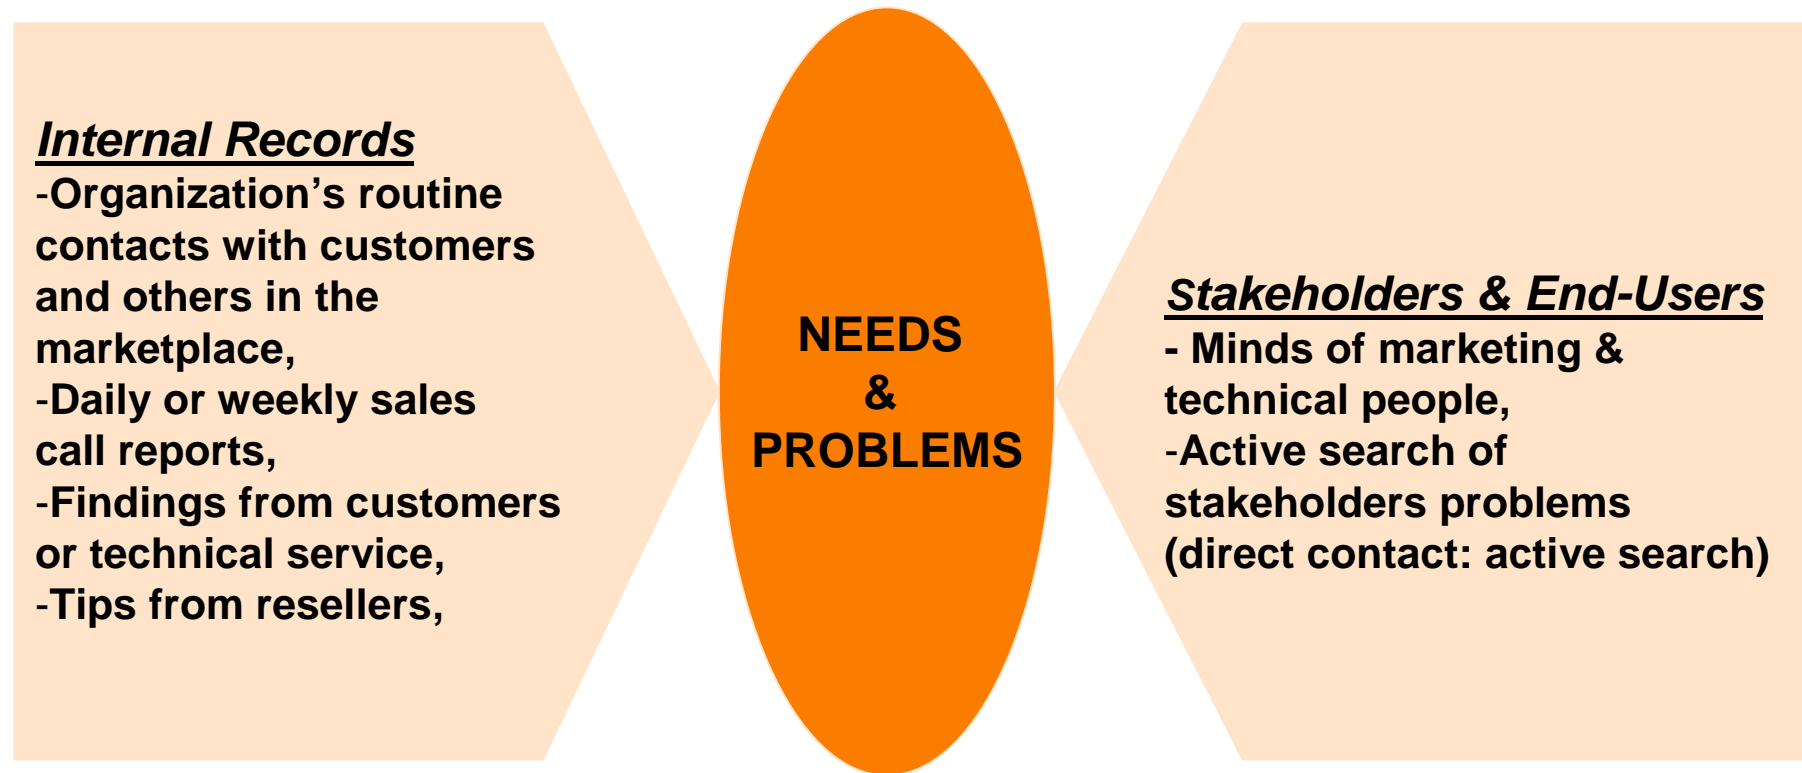 Internal Records
-Organization’s routine
contacts with customers
and others in the
marketplace,
-Daily or weekly sales
call reports,
-Findings from customers
or technical service,
-Tips from resellers,
NEEDS
&
PROBLEMS
Stakeholders & End-Users
- Minds of marketing &
technical people,
-Active search of
stakeholders problems
(direct contact: active search)